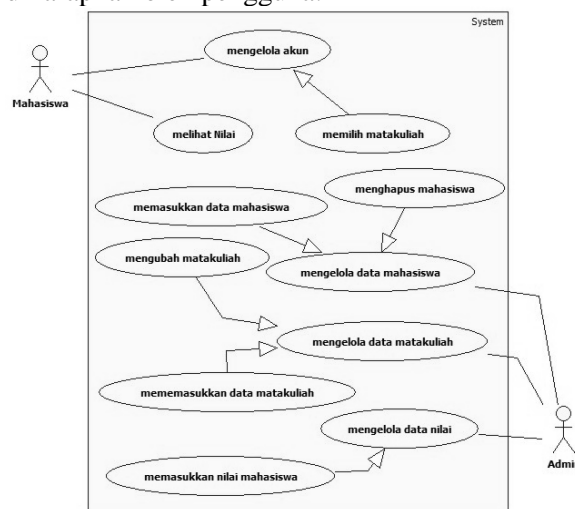 System
mengelola akun
Mahasiswa
melihat Nilai
memilih matakuliah
menghapus mahasiswa
memasukkan data mahasiswa
mengubah matakuliah
mengelola data mahasiswa
mengelola data matakuliah
mememasukkan data matakuliah
mengelola data nilai
Admi
memasukkan nilai mahasiswa